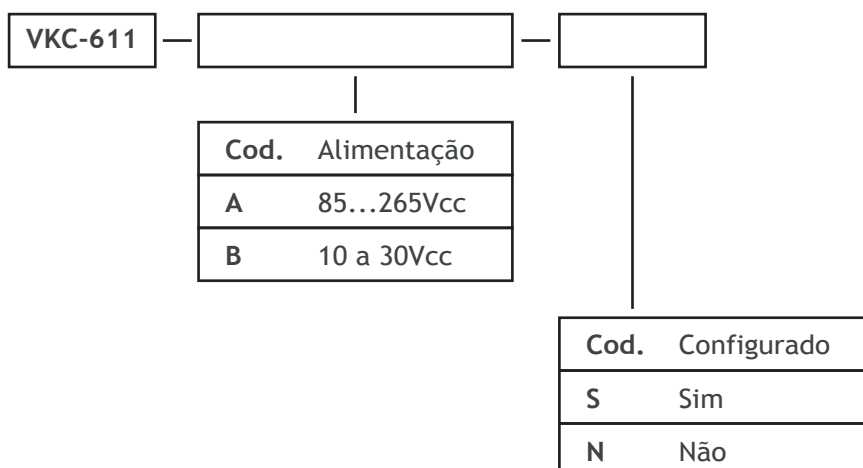 VKC-611
Cod. Alimentação
A 85...265Vcc
B 10 a 30Vcc
Cod. Configurado
S Sim
N Não